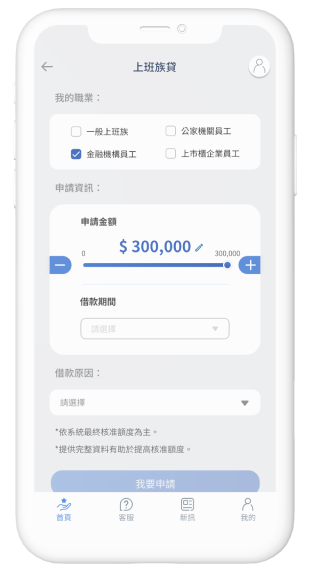 上班族貸
我的職業：
一般上班族 公家機關員工
金融機構員工 上市櫃企業員工
申請資訊：
申請金額
$ 300,000
0 300,000
借款期間
請選擇
借款原因：
請選擇
*依系統最終核准額度為主。
*提供完整資料有助於提高核准額度。
我要申請
首頁 客服 新訊 我的